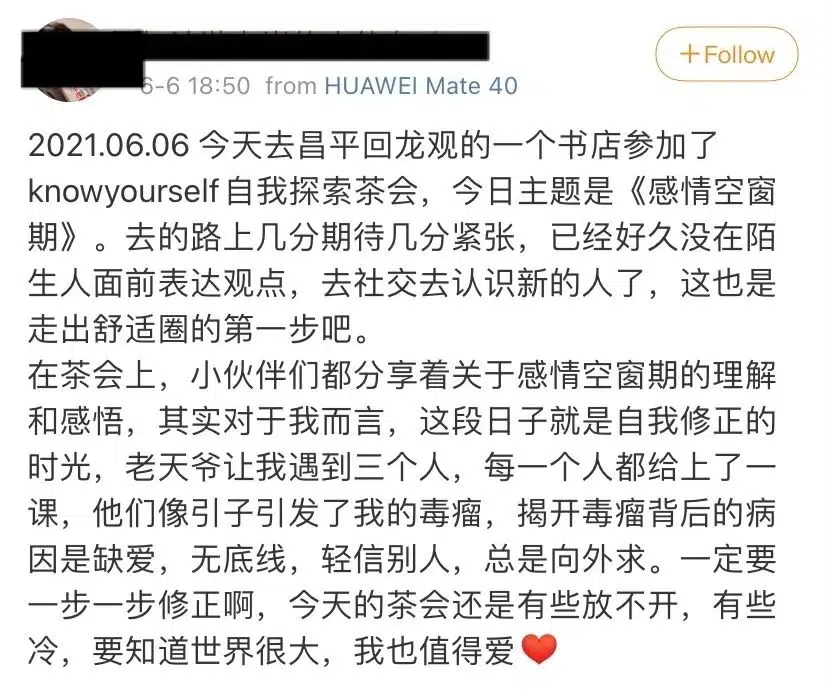 6-6 18:50 from HUAWEI Mate 40
+Follow
2021.06.06 今天去昌平回龙观的一个书店参加了
knowyourself自我探索茶会，今日主题是《感情空窗
期》。去的路上几分期待几分紧张，已经好久没在陌
生人面前表达观点，去社交去认识新的人了，这也是
走出舒适圈的第一步吧。
在茶会上，小伙伴们都分享着关于感情空窗期的理解
和感悟，其实对于我而言，这段日子就是自我修正的
时光，老天爷让我遇到三个人，每一个人都给上了一
课，他们像引子引发了我的毒瘤，揭开毒瘤背后的病
因是缺爱，无底线，轻信别人，总是向外求。一定要
一步一步修正啊，今天的茶会还是有些放不开，有些
冷，要知道世界很大，我也值得爱❤️